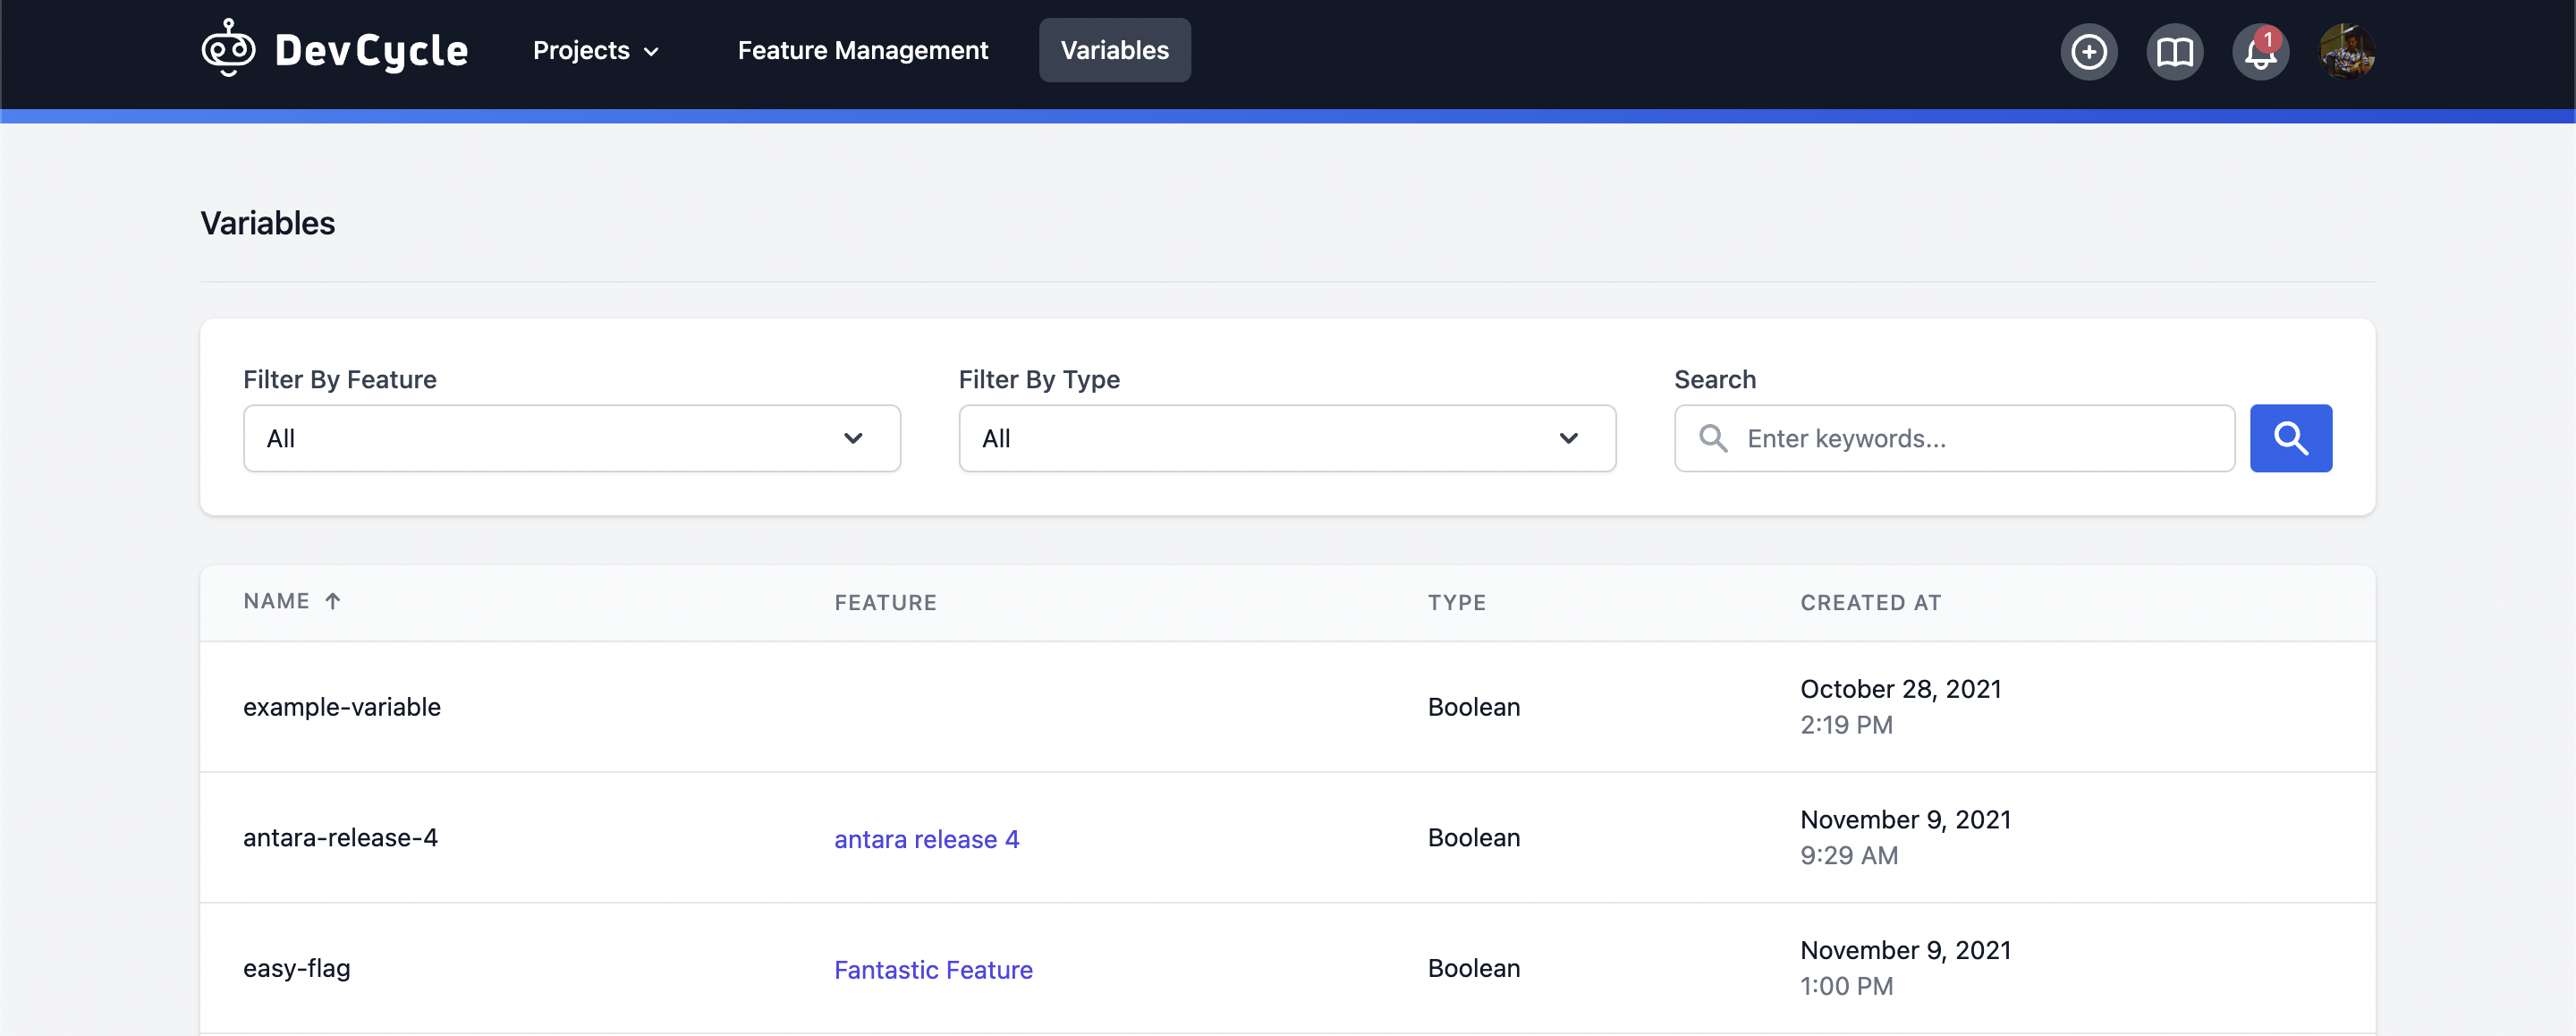 DevCycle Projects Feature Management Variables 1
Variables
Filter By Feature Filter By Type Search
All All Enter keywords...
NAME FEATURE TYPE CREATED AT
example-variable Boolean October 28, 2021
2:19 PM
antara-release-4 antara release 4 Boolean November 9, 2021
9:29 AM
easy-flag Fantastic Feature Boolean November 9, 2021
1:00 PM